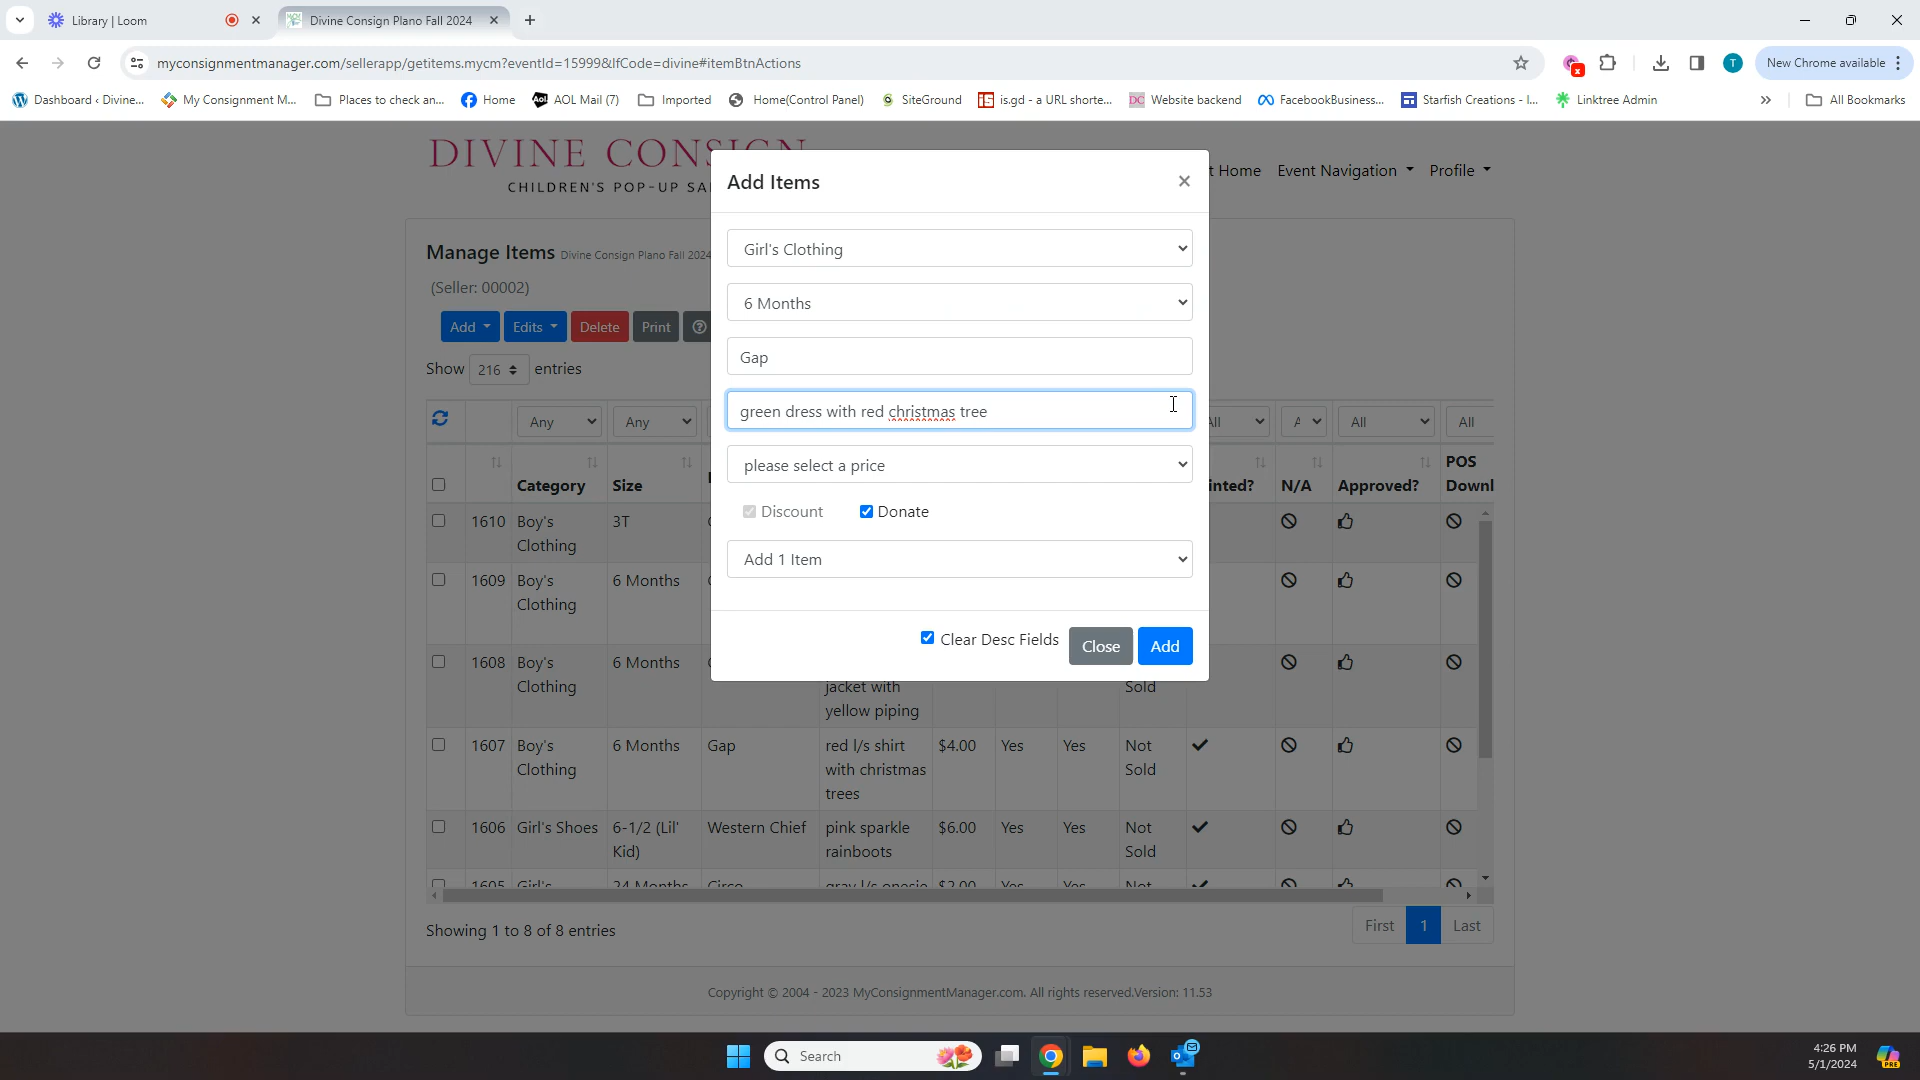 Library | Loom
Divine Consign Plano Fall 2024
myconsignmentmanager.com/sellerapp/getitems.mycm?eventId=15999&lfCode=divine#itemBtnActions
New Chrome available
Dashboard ‹ Divine...
My Consignment M...
Places to check an...
Home
AOL Mail (7)
Imported
Home(Control Panel)
SiteGround
is.gd - a URL shorte...
Website backend
FacebookBusiness...
Starfish Creations - I...
Linktree Admin
All Bookmarks
DIVINE CONSIGN
CHILDREN'S POP-UP SA
t Home Event Navigation Profile
Manage Items Divine Consign Plano Fall 2024
(Seller: 00002)
Add Edits Delete Print
Show 216 entries
Any Any All All
Category Size inted? N/A Approved? POS Downl
1610 Boy's Clothing 3T
1609 Boy's Clothing 6 Months
1608 Boy's Clothing 6 Months jacket with yellow piping Sold
1607 Boy's Clothing 6 Months Gap red l/s shirt with christmas trees $4.00 Yes Yes Not Sold
1606 Girl's Shoes 6-1/2 (Lil' Kid) Western Chief pink sparkle rainboots $6.00 Yes Yes Not Sold
1605 Girl's 24 Months Circo gray l/s onesie $2.00 Yes Yes Not
Showing 1 to 8 of 8 entries
First 1 Last
Copyright © 2004 - 2023 MyConsignmentManager.com. All rights reserved.Version: 11.53
Add Items
×
Girl's Clothing
6 Months
Gap
green dress with red christmas tree
please select a price
Discount Donate
Add 1 Item
Clear Desc Fields Close Add
Search
4:26 PM
5/1/2024